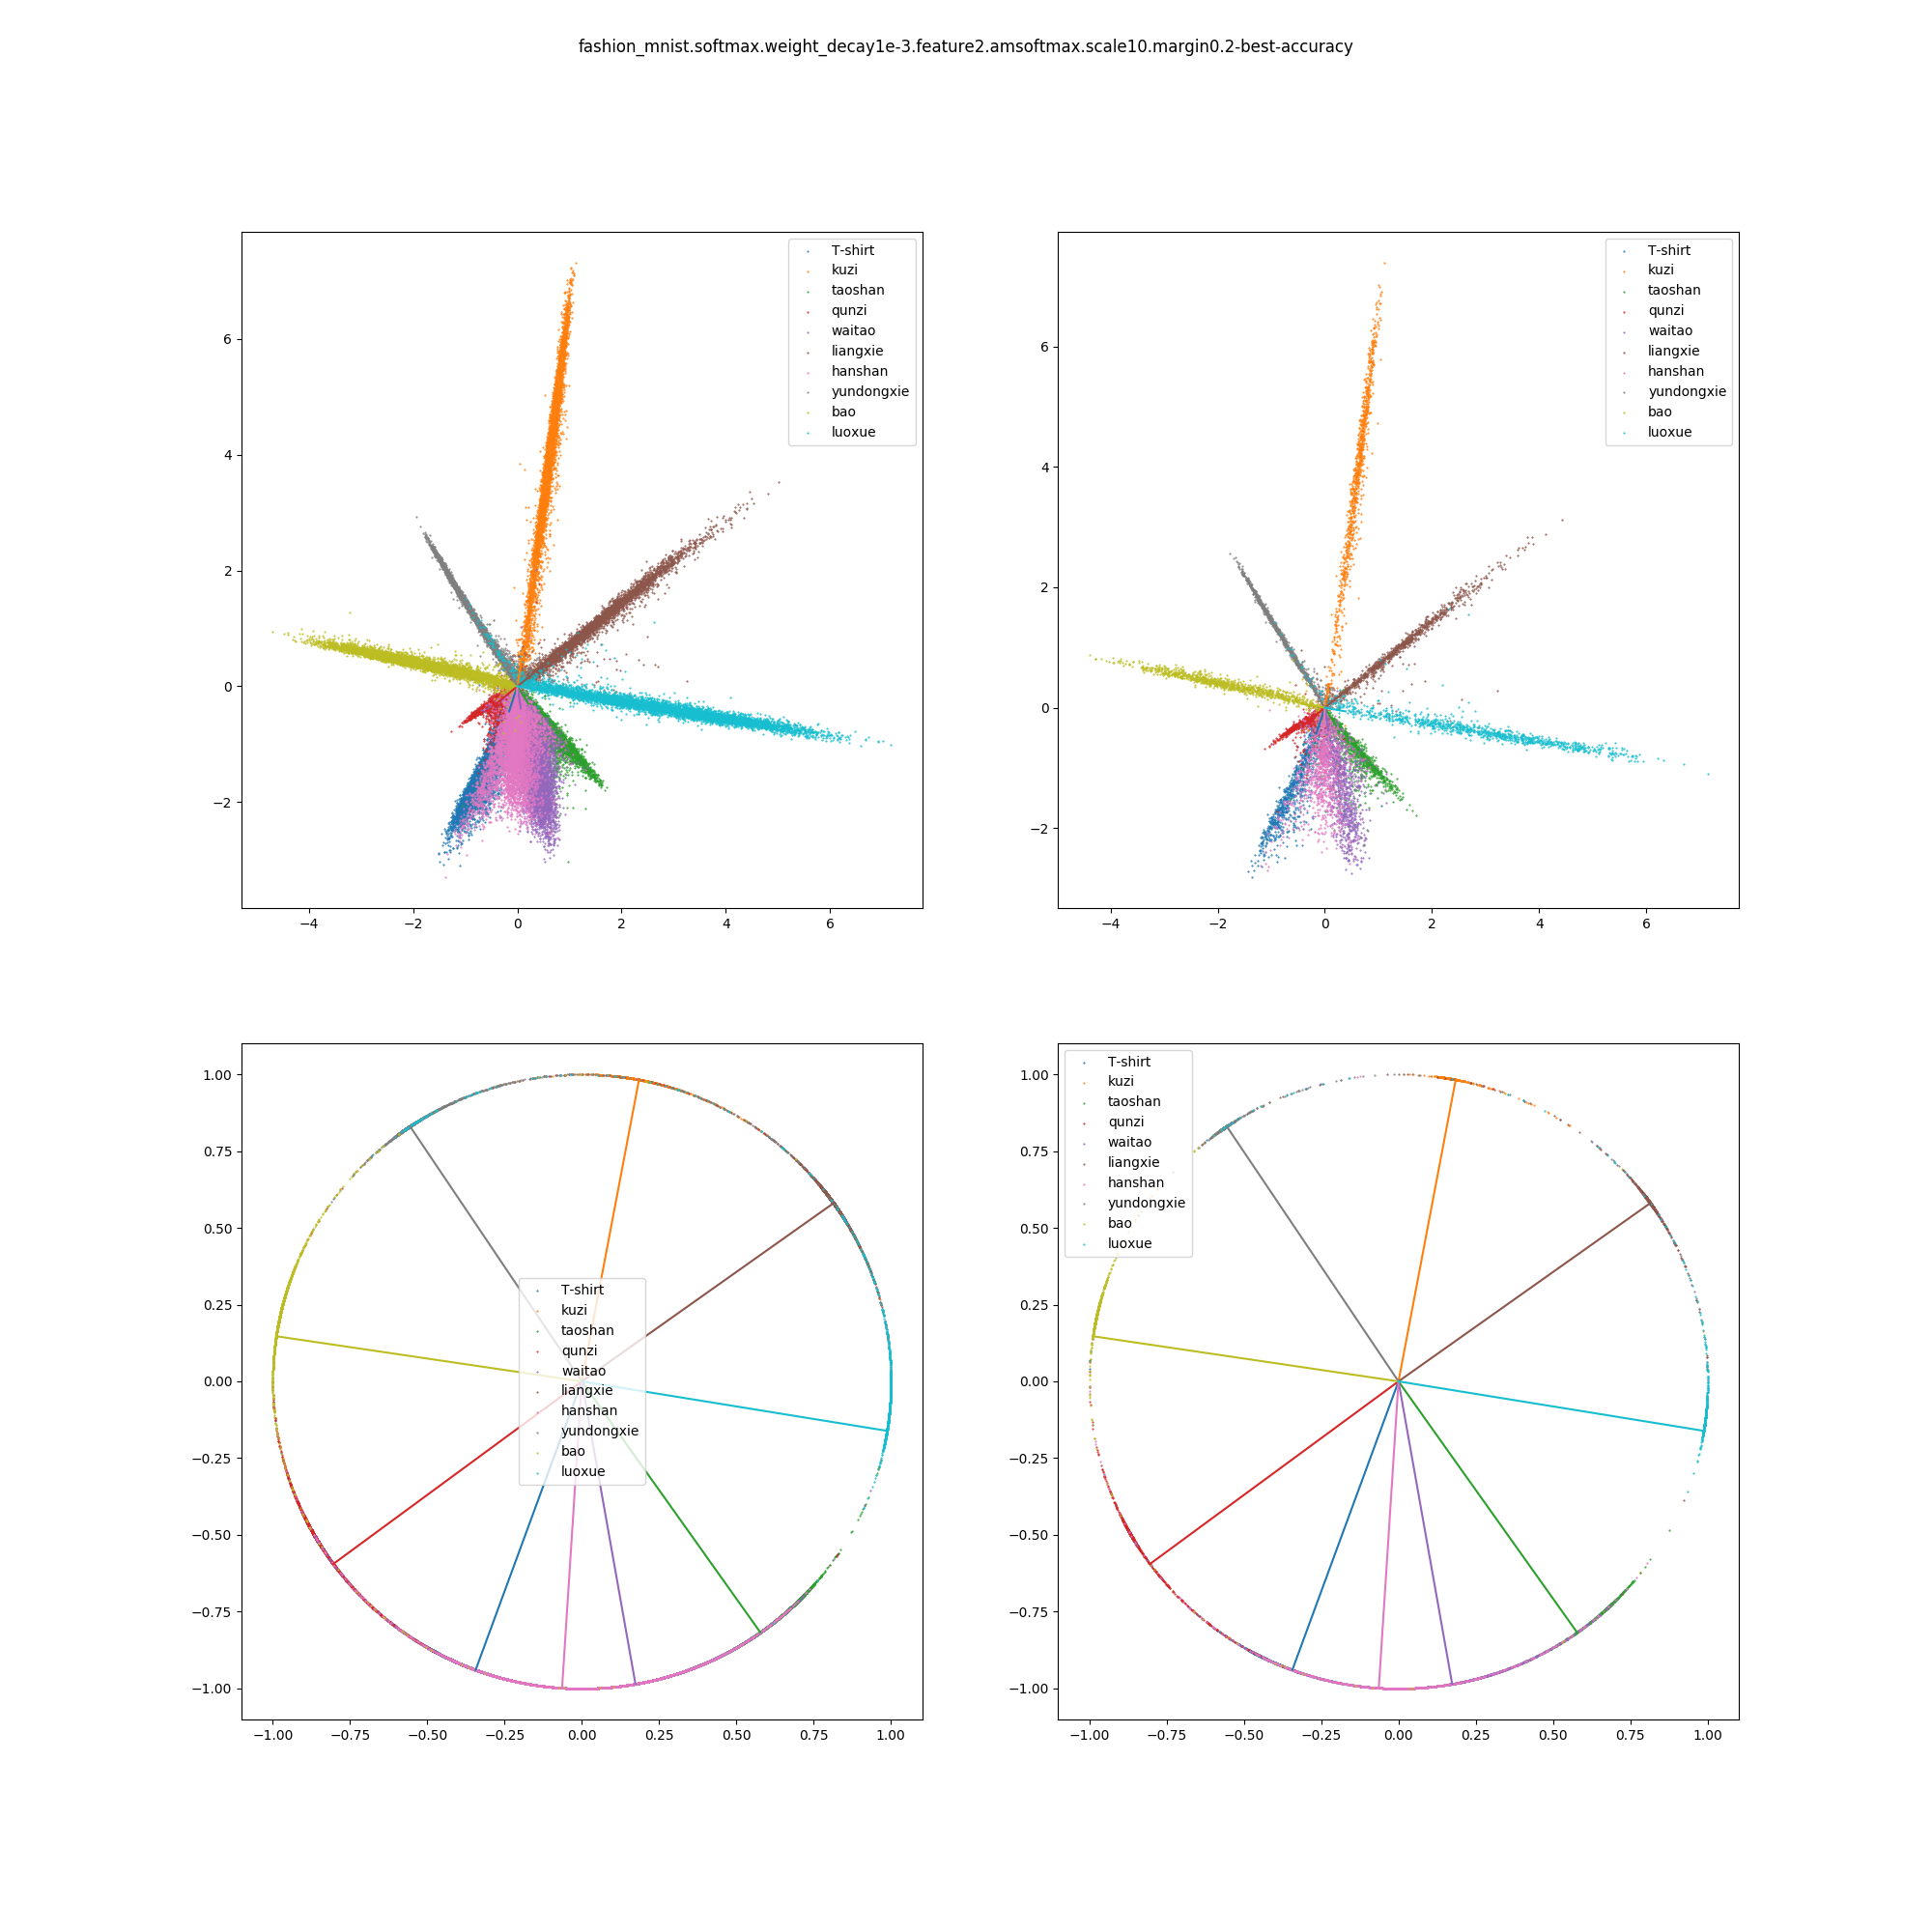 fashion_mnist.softmax.weight_decay1e-3.feature2.amsoftmax.scale10.margin0.2-best-accuracy
T-shirt
kuzi
taoshan
qunzi
waitao
liangxie
hanshan
yundongxie
bao
luoxue
6
4
2
0
−2
−4
−2
0
2
4
6
T-shirt
kuzi
taoshan
qunzi
waitao
liangxie
hanshan
yundongxie
bao
luoxue
6
4
2
0
−2
−4
−2
0
2
4
6
1.00
0.75
0.50
0.25
0.00
−0.25
−0.50
−0.75
−1.00
T-shirt
kuzi
taoshan
qunzi
waitao
liangxie
hanshan
yundongxie
bao
luoxue
−1.00
−0.75
−0.50
−0.25
0.00
0.25
0.50
0.75
1.00
T-shirt
kuzi
taoshan
qunzi
waitao
liangxie
hanshan
yundongxie
bao
luoxue
1.00
0.75
0.50
0.25
0.00
−0.25
−0.50
−0.75
−1.00
−1.00
−0.75
−0.50
−0.25
0.00
0.25
0.50
0.75
1.00